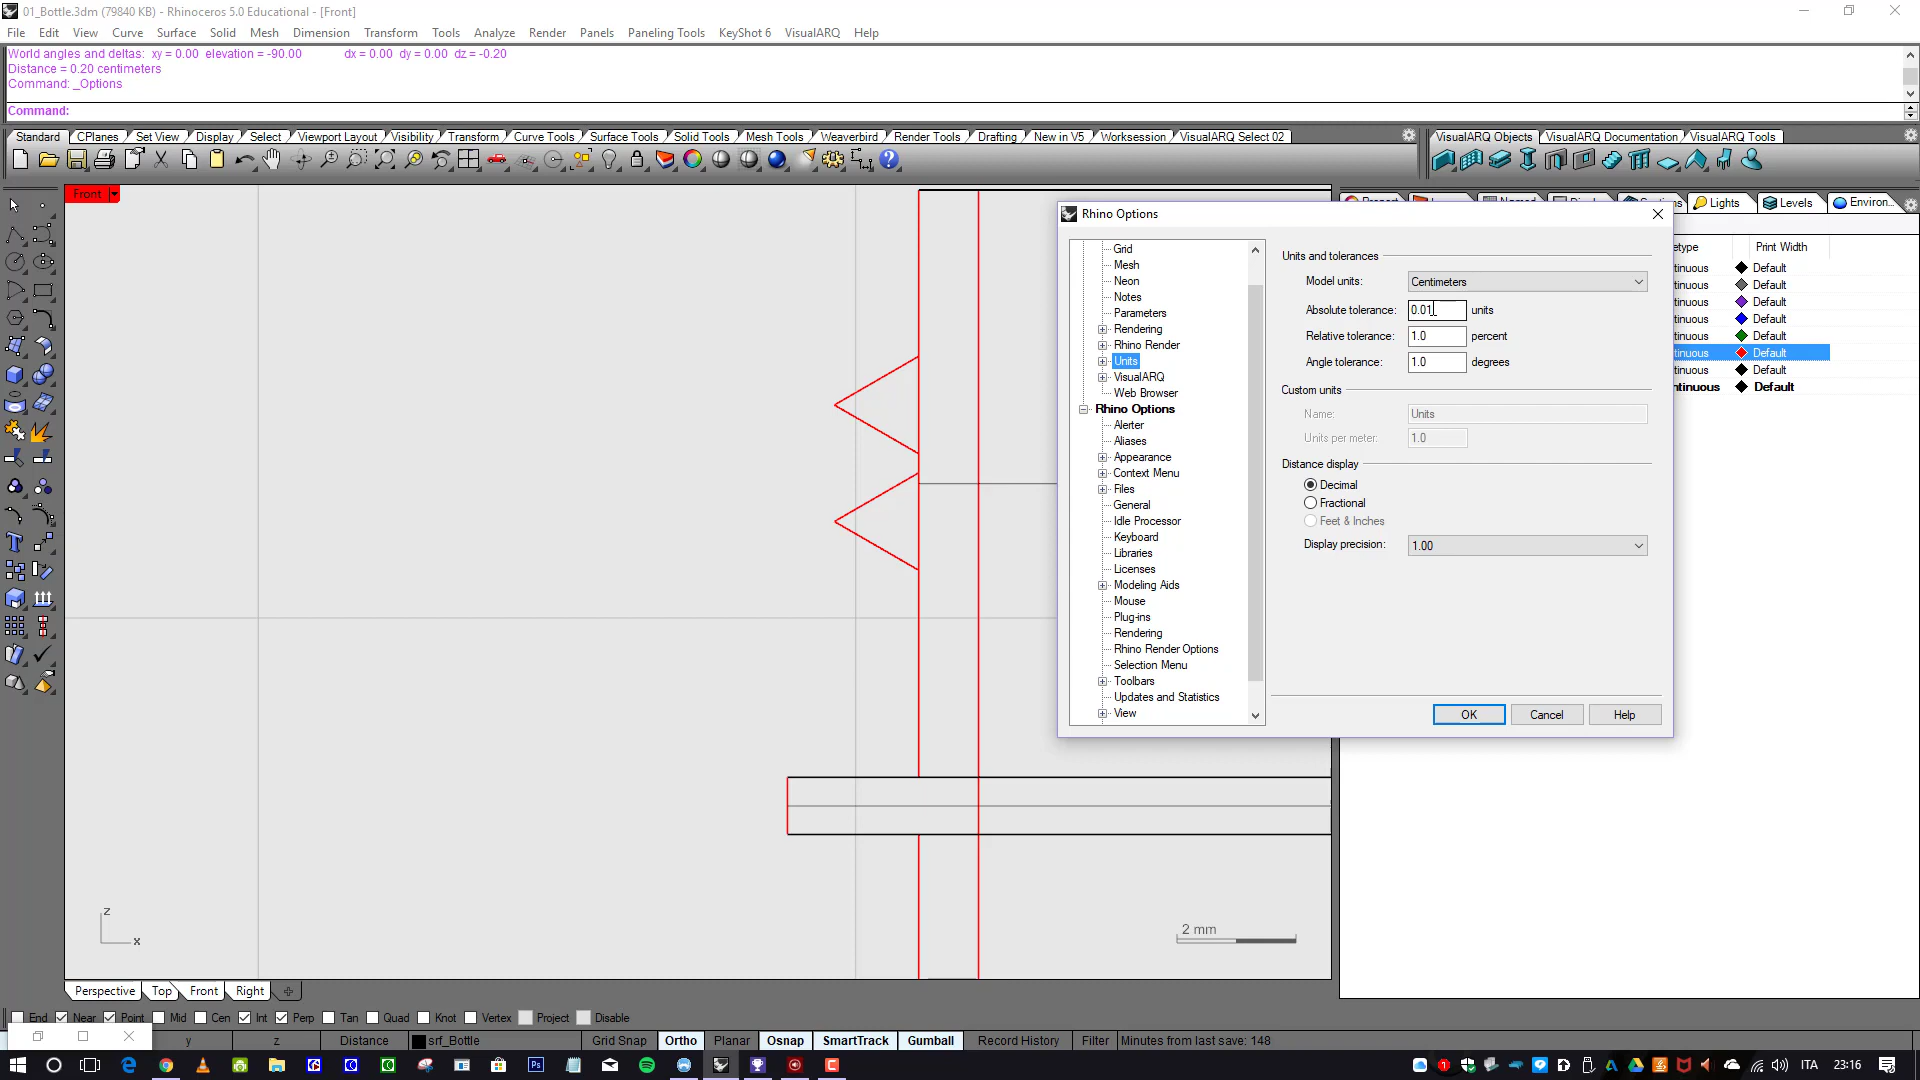 01_Bottle.3dm (79840 KB) - Rhinoceros 5.0 Educational - [Front]
File Edit View Curve Surface Solid Mesh Dimension Transform Tools Analyze Render Panels Paneling Tools KeyShot 6 VisualARQ Help
World angles and deltas: xy = 0.00 elevation = -90.00 dx = 0.00 dy = 0.00 dz = -0.20
Distance = 0.20 centimeters
Command: _Options
Command:
Standard CPlanes Set View Display Select Viewport Layout Visibility Transform Curve Tools Surface Tools Solid Tools Mesh Tools Weaverbird Render Tools Drafting New in V5 Worksession VisualARQ Select 02 VisualARQ Objects VisualARQ Documentation VisualARQ Tools
Front
Lights Levels Environ...
Rhino Options
Grid
Mesh
Neon
Notes
Parameters
Rendering
Rhino Render
Units
VisualARQ
Web Browser
Rhino Options
Alerter
Aliases
Appearance
Context Menu
Files
General
Idle Processor
Keyboard
Libraries
Licenses
Modeling Aids
Mouse
Plug-ins
Rendering
Rhino Render Options
Selection Menu
Toolbars
Updates and Statistics
View
Units and tolerances
Model units: Centimeters
Absolute tolerance: 0.01 units
Relative tolerance: 1.0 percent
Angle tolerance: 1.0 degrees
Custom units
Name: Units
Units per meter: 1.0
Distance display
Decimal
Fractional
Feet & Inches
Display precision: 1.00
OK Cancel Help
etype Print Width
tinuous Default
tinuous Default
tinuous Default
tinuous Default
tinuous Default
tinuous Default
tinuous Default
ntinuous Default
z
x
2 mm
Perspective Top Front Right
End Near Point Mid Cen Int Perp Tan Quad Knot Vertex Project Disable
y z Distance srf_Bottle Grid Snap Ortho Planar Osnap SmartTrack Gumball Record History Filter Minutes from last save: 148
ITA 23:16